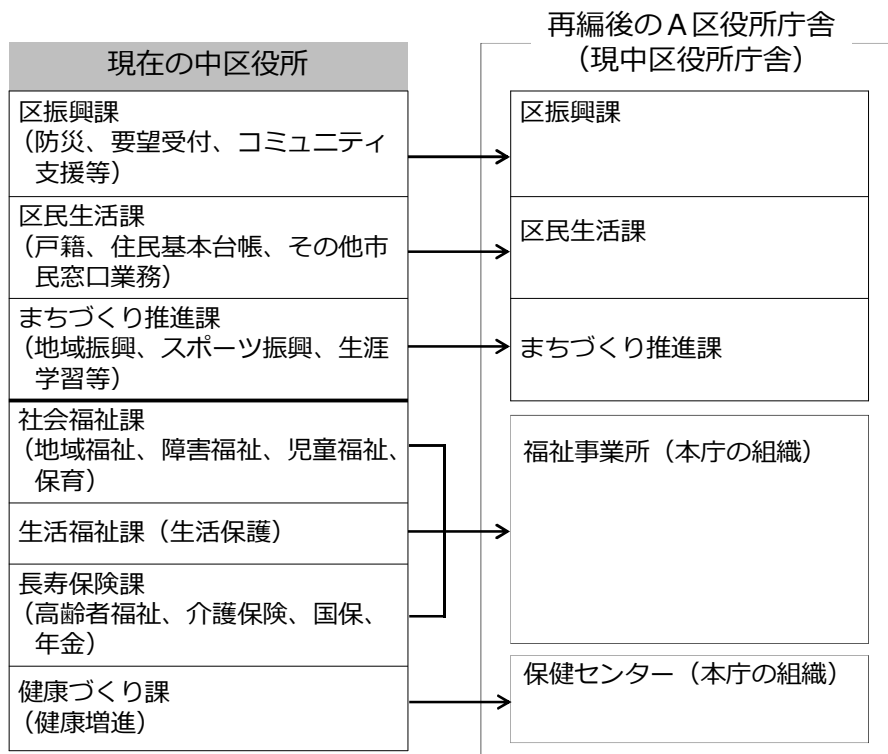 現在の中区役所
再編後のA区役所庁舎
(現中区役所庁舎)
区振興課
(防災、要望受付、コミュニティ
支援等)
区振興課
区民生活課
(戸籍、住民基本台帳、その他市
民窓口業務)
区民生活課
まちづくり推進課
(地域振興、スポーツ振興、生涯
学習等)
まちづくり推進課
社会福祉課
(地域福祉、障害福祉、児童福祉、
保育)
生活福祉課(生活保護)
長寿保険課
(高齢者福祉、介護保険、国保、
年金)
福祉事業所(本庁の組織)
健康づくり課
(健康増進)
保健センター(本庁の組織)